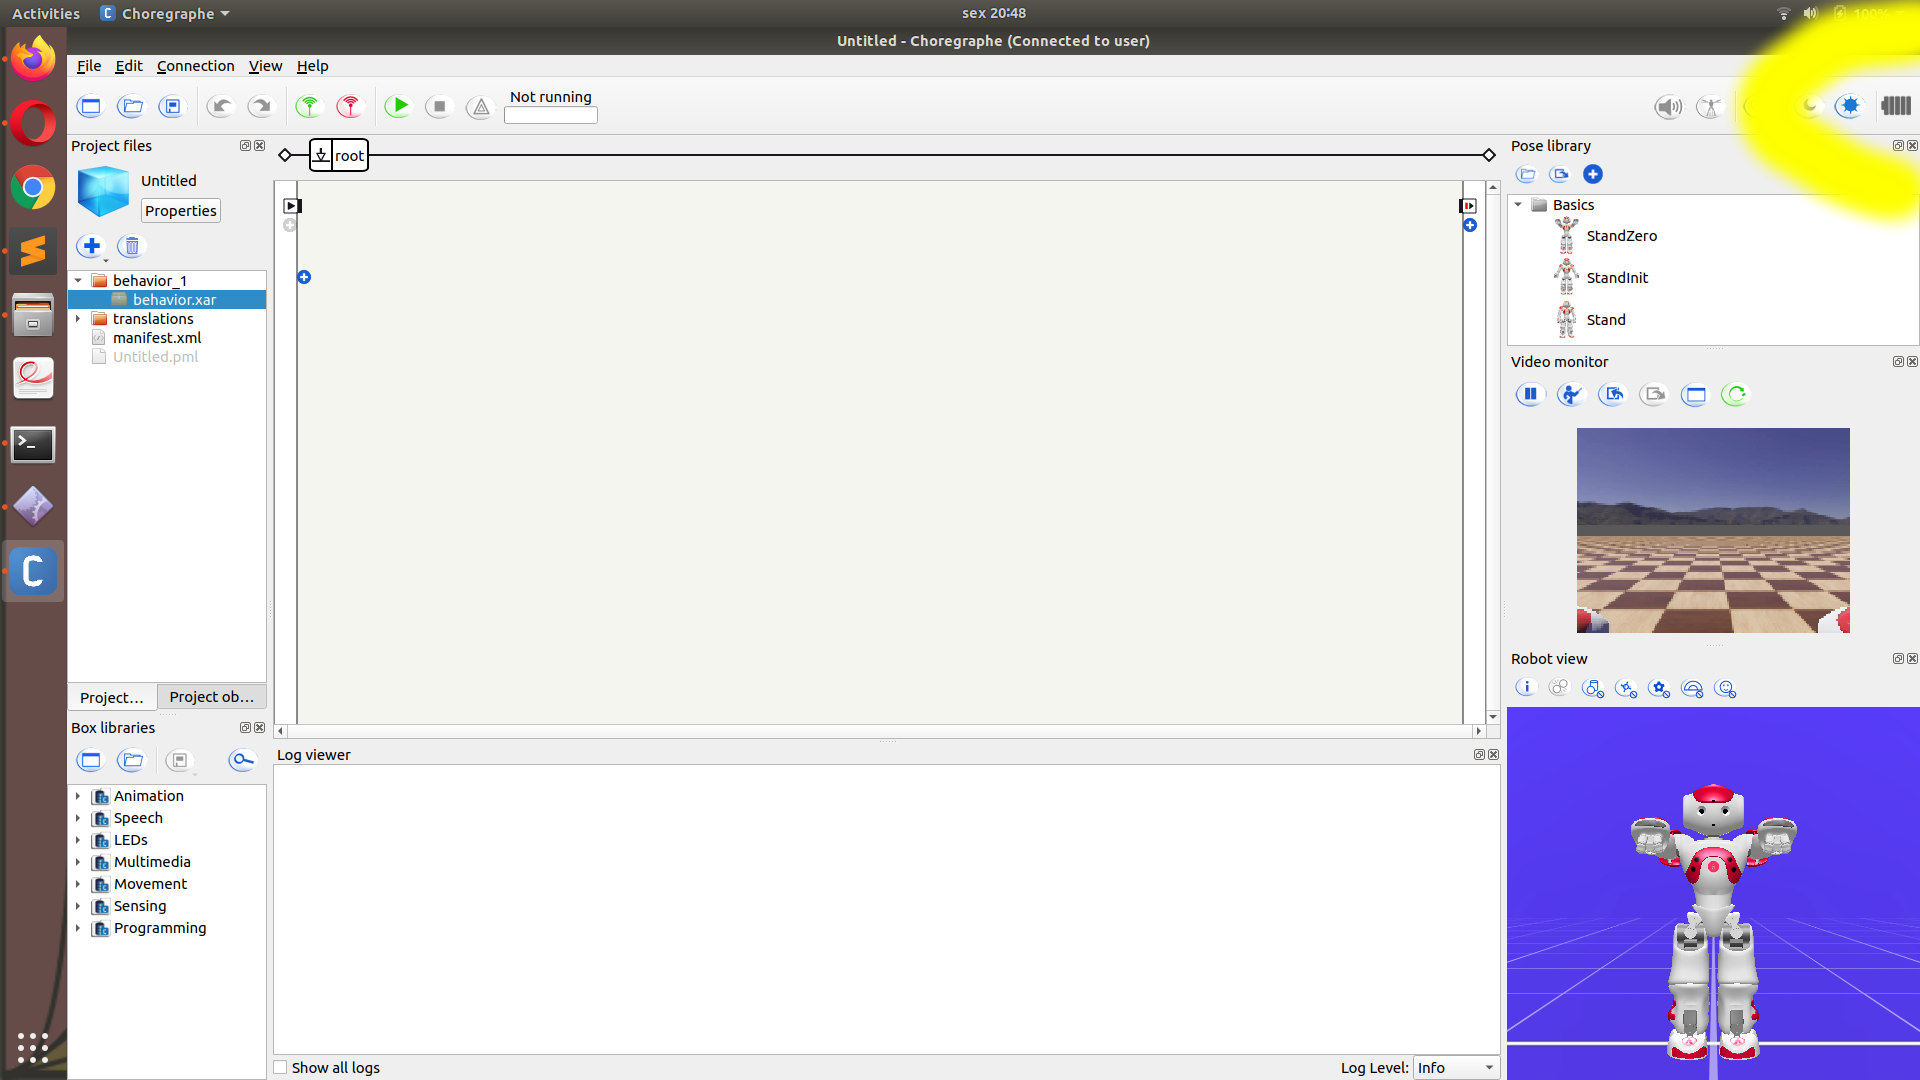 Activities Choregraphe sex 20:48 100%
Untitled - Choregraphe (Connected to user)
File Edit Connection View Help
Not running
Project files
Untitled
Properties
behavior_1
behavior.xar
translations
manifest.xml
Untitled.pml
Project... Project ob...
Box libraries
Animation
Speech
LEDs
Multimedia
Movement
Sensing
Programming
root
Log viewer
Show all logs
Log Level: Info
Pose library
Basics
StandZero
StandInit
Stand
Video monitor
Robot view